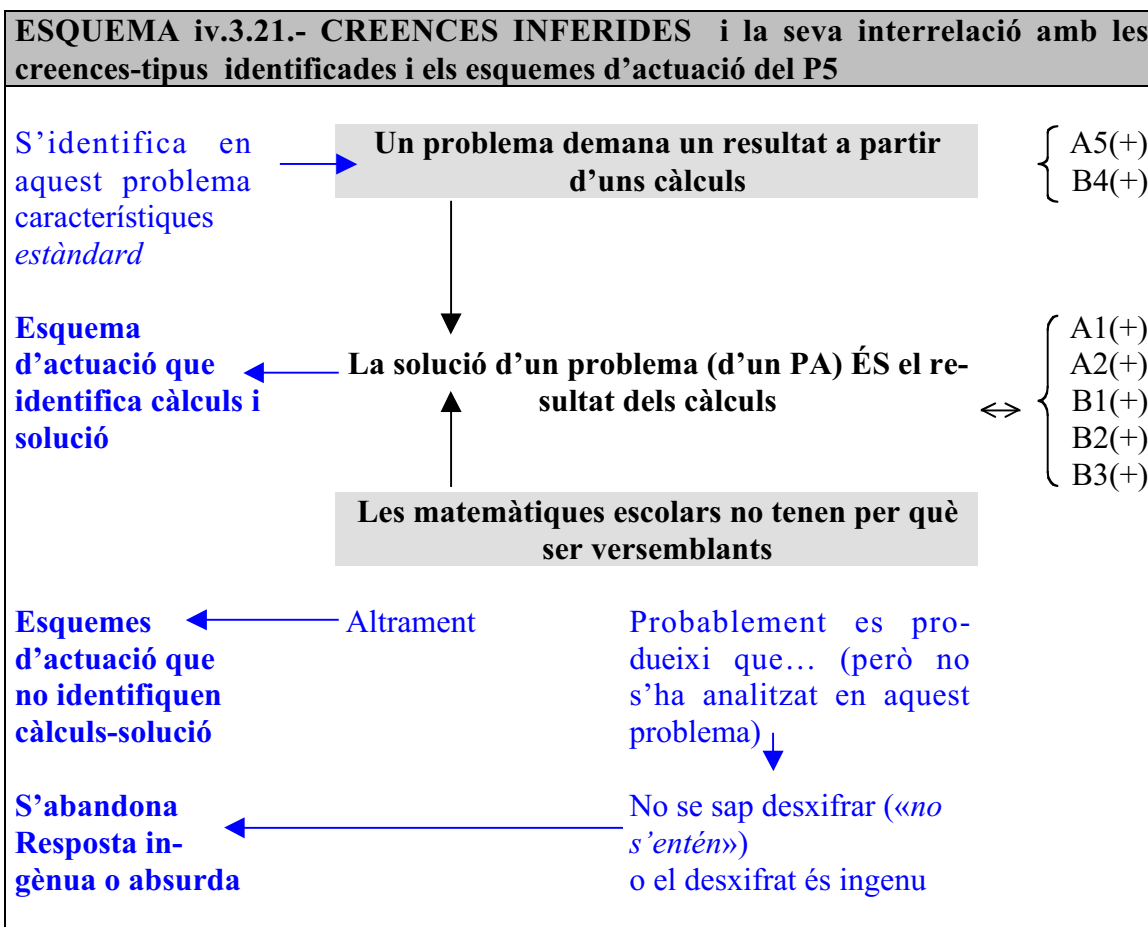 ESQUEMA iv.3.21.- CREENCES INFERIDES i la seva interrelació amb les
creences-tipus identificades i els esquemes d'actuació del P5
S'identifica en
aquest problema
característiques
estàndard
Un problema demana un resultat a partir
d'uns càlculs
A5(+)
B4(+)
Esquema
d'actuació que
identifica càlculs i
solució
La solució d'un problema (d'un PA) ÉS el re-
sultat dels càlculs
A1(+)
A2(+)
B1(+)
B2(+)
B3(+)
Les matemàtiques escolars no tenen per què
ser versemblants
Esquemes
d'actuació que
no identifiquen
càlculs-solució
Altrament
Probablement es pro-
dueixi que… (però no
s'ha analitzat en aquest
problema)
S'abandona
Resposta in-
gènua o absurda
No se sap desxifrar («no
s'entén»)
o el desxifrat és ingenu